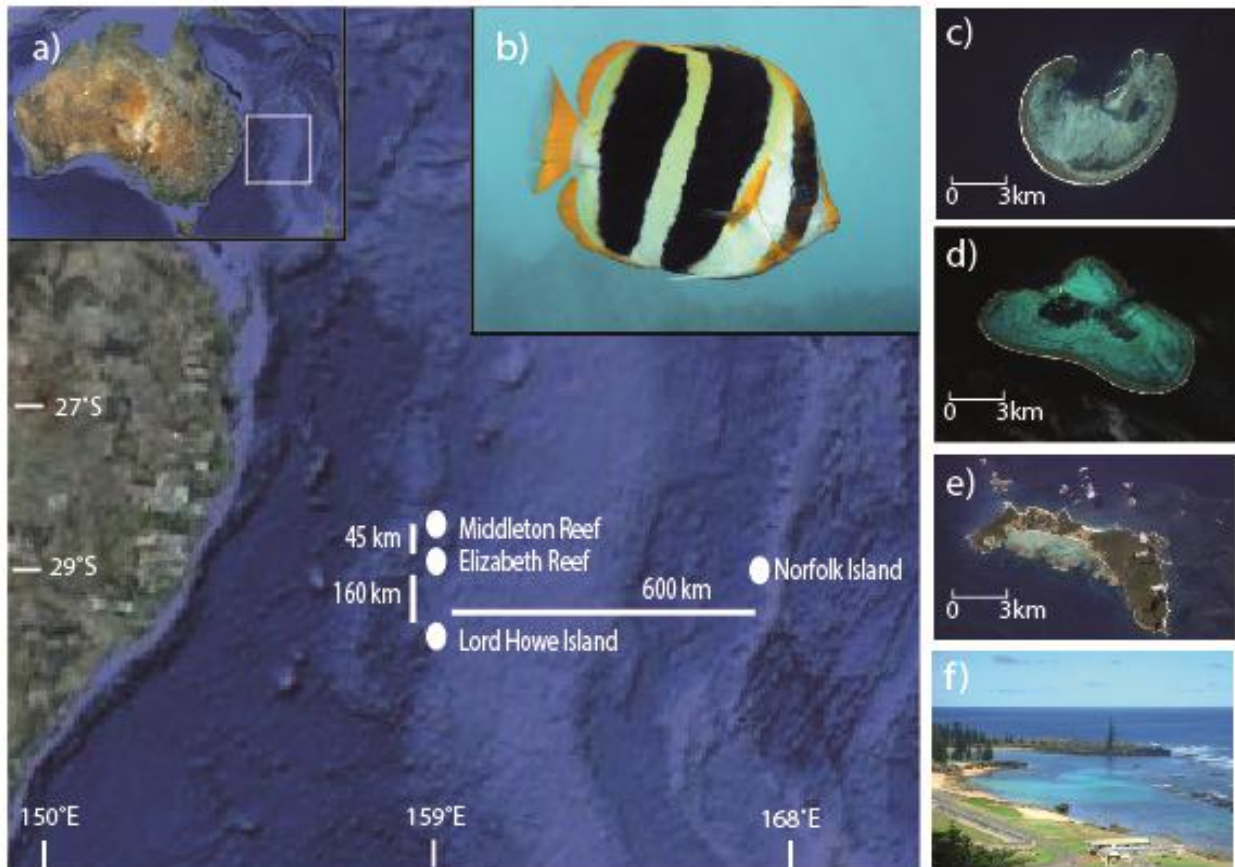 a)
b)
27°S
29°S
45 km
160 km
Middleton Reef
Elizabeth Reef
Lord Howe Island
600 km
Norfolk Island
150°E
159°E
168°E
c)
0 3km
d)
0 3km
e)
0 3km
f)